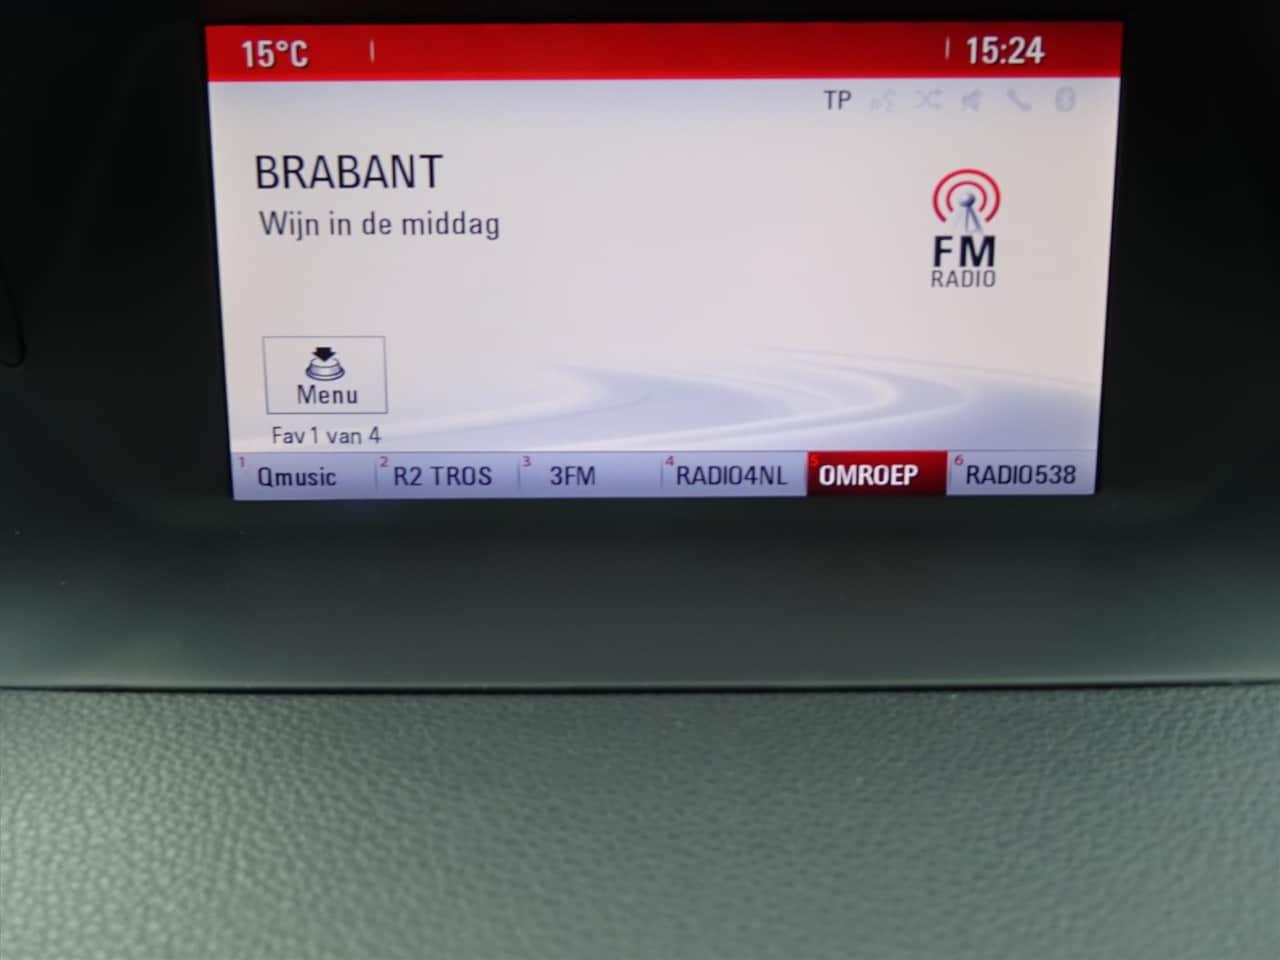 15°C 15:24
TP
BRABANT
Wijn in de middag
FM
RADIO
Menu
Fav 1 van 4
1 Qmusic 2 R2 TROS 3 3FM 4 RADIO4NL 5 OMROEP 6 RADIO538